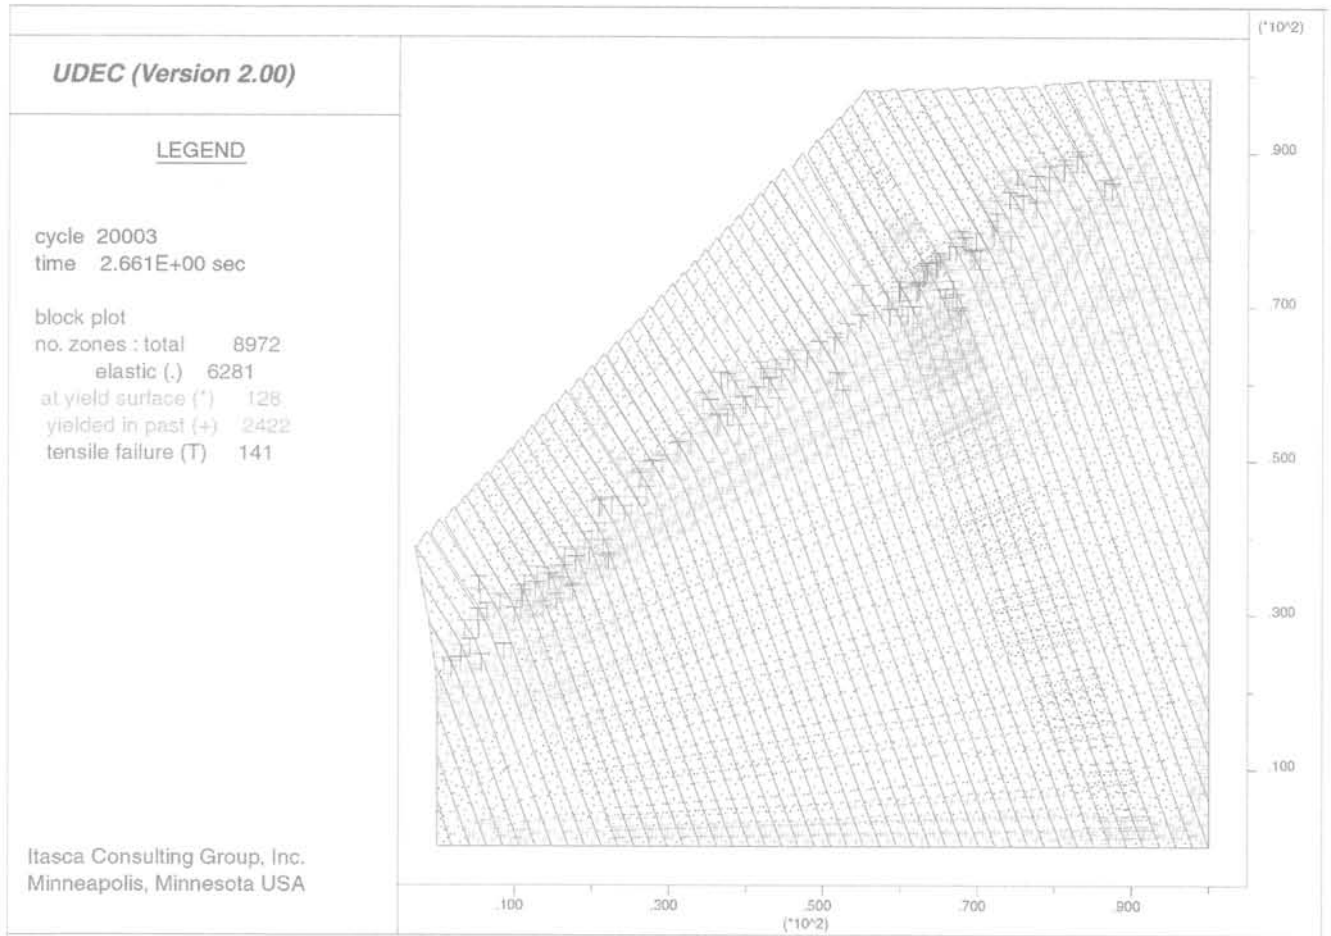 UDEC (Version 2.00)
LEGEND
cycle 20003
time 2.661E+00 sec
block plot
no. zones : total 8972
elastic (.) 6281
at yield surface (*) 128
yielded in past (+) 2422
tensile failure (T) 141
Itasca Consulting Group, Inc.
Minneapolis, Minnesota USA
(*10^2)
.900
.700
.500
.300
.100
.100 .300 .500 .700 .900
(*10^2)